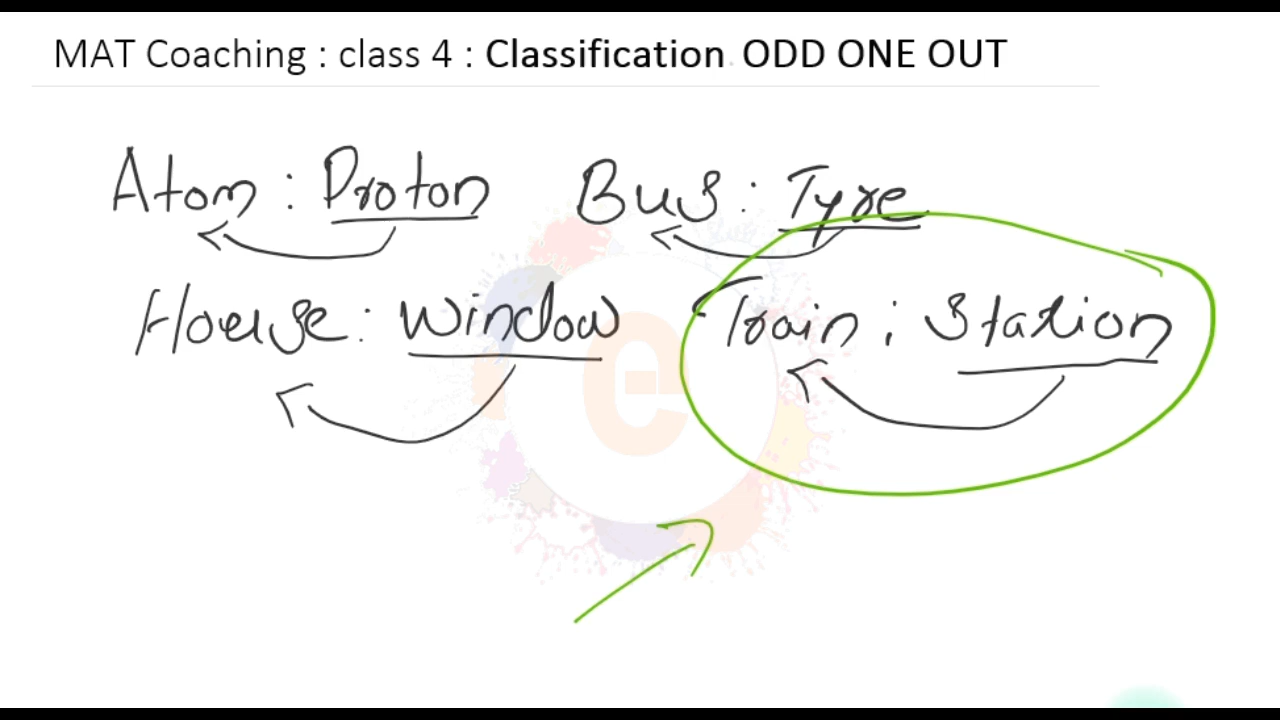 MAT Coaching : class 4 : Classification ODD ONE OUT
Atom : Proton Bus : Tyre
House : Window Train : Station
e